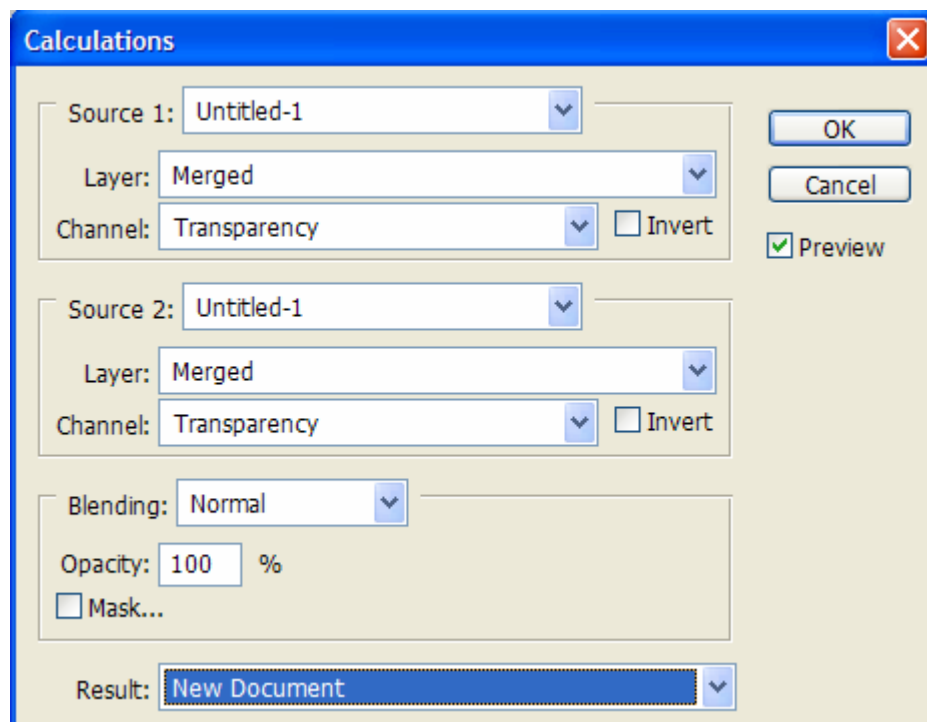 Calculations
Source 1: Untitled-1
OK
Layer: Merged
Cancel
Channel: Transparency Invert
Preview
Source 2: Untitled-1
Layer: Merged
Channel: Transparency Invert
Blending: Normal
Opacity: 100 %
Mask...
Result: New Document